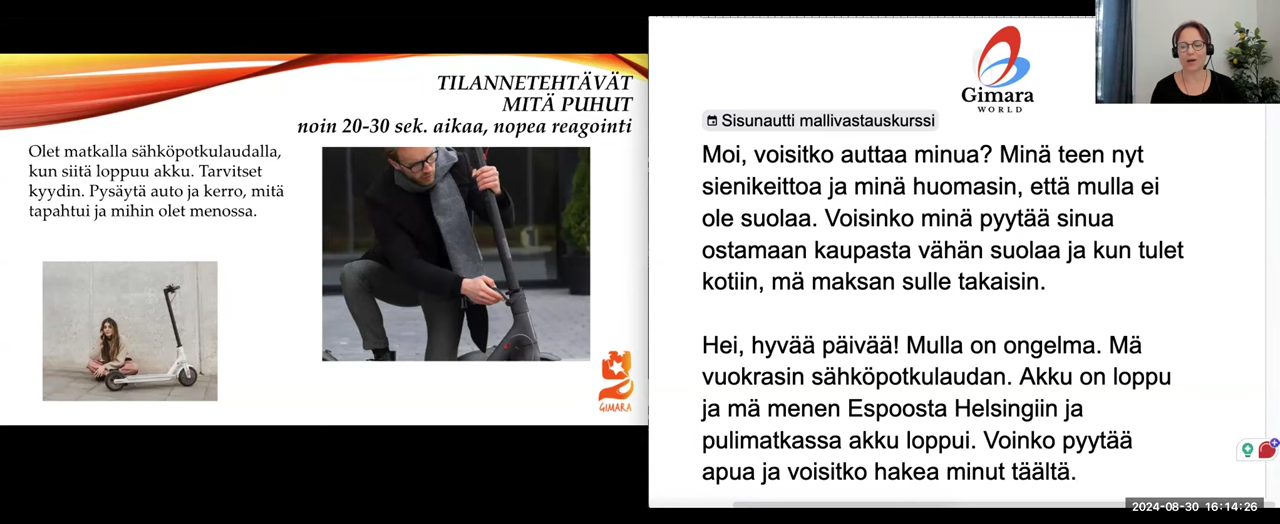 TILANNETEHTÄVÄT
MITÄ PUHUT
noin 20-30 sek. aikaa, nopea reagointi
Olet matkalla sähköpotkulaudalla,
kun siitä loppuu akku. Tarvitset
kyydin. Pysäytä auto ja kerro, mitä
tapahtui ja mihin olet menossa.
GIMARA
Gimara
WORLD
Sisunautti mallivastauskurssi
Moi, voisitko auttaa minua? Minä teen nyt
sienikeittoa ja minä huomasin, että mulla ei
ole suolaa. Voisinko minä pyytää sinua
ostamaan kaupasta vähän suolaa ja kun tulet
kotiin, mä maksan sulle takaisin.
Hei, hyvää päivää! Mulla on ongelma. Mä
vuokrasin sähköpotkulaudan. Akku on loppu
ja mä menen Espoosta Helsingiin ja
pulimatkassa akku loppui. Voinko pyytää
apua ja voisitko hakea minut täältä.
2024-08-30 16:14:26